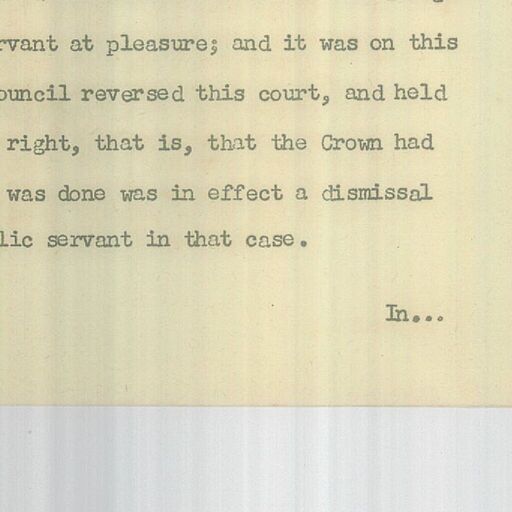 rvant at pleasure; and it was on this
ouncil reversed this court, and held
right, that is, that the Crown had
was done was in effect a dismissal
lic servant in that case.
In...